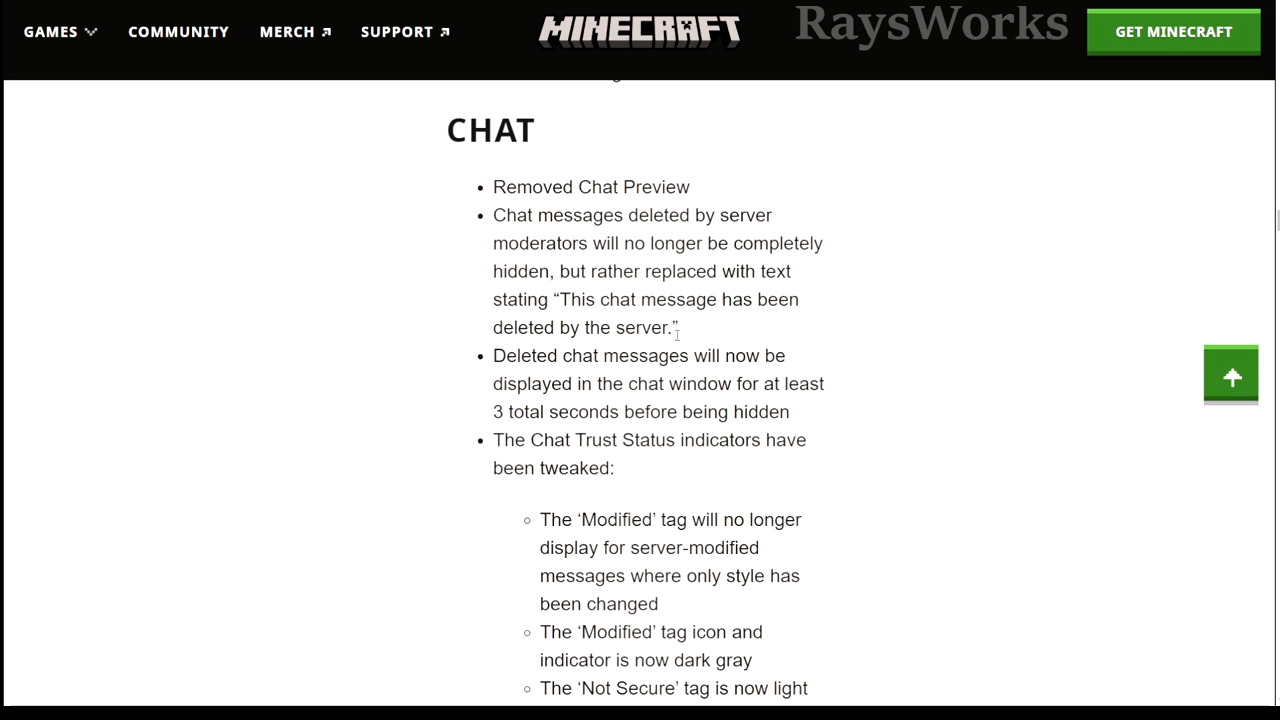 GAMES
COMMUNITY
MERCH
SUPPORT
MINECRAFT
RaysWorks
GET MINECRAFT
CHAT
• Removed Chat Preview
• Chat messages deleted by server
moderators will no longer be completely
hidden, but rather replaced with text
stating “This chat message has been
deleted by the server.”
• Deleted chat messages will now be
displayed in the chat window for at least
3 total seconds before being hidden
• The Chat Trust Status indicators have
been tweaked:
◦ The ‘Modified’ tag will no longer
display for server-modified
messages where only style has
been changed
◦ The ‘Modified’ tag icon and
indicator is now dark gray
◦ The ‘Not Secure’ tag is now light